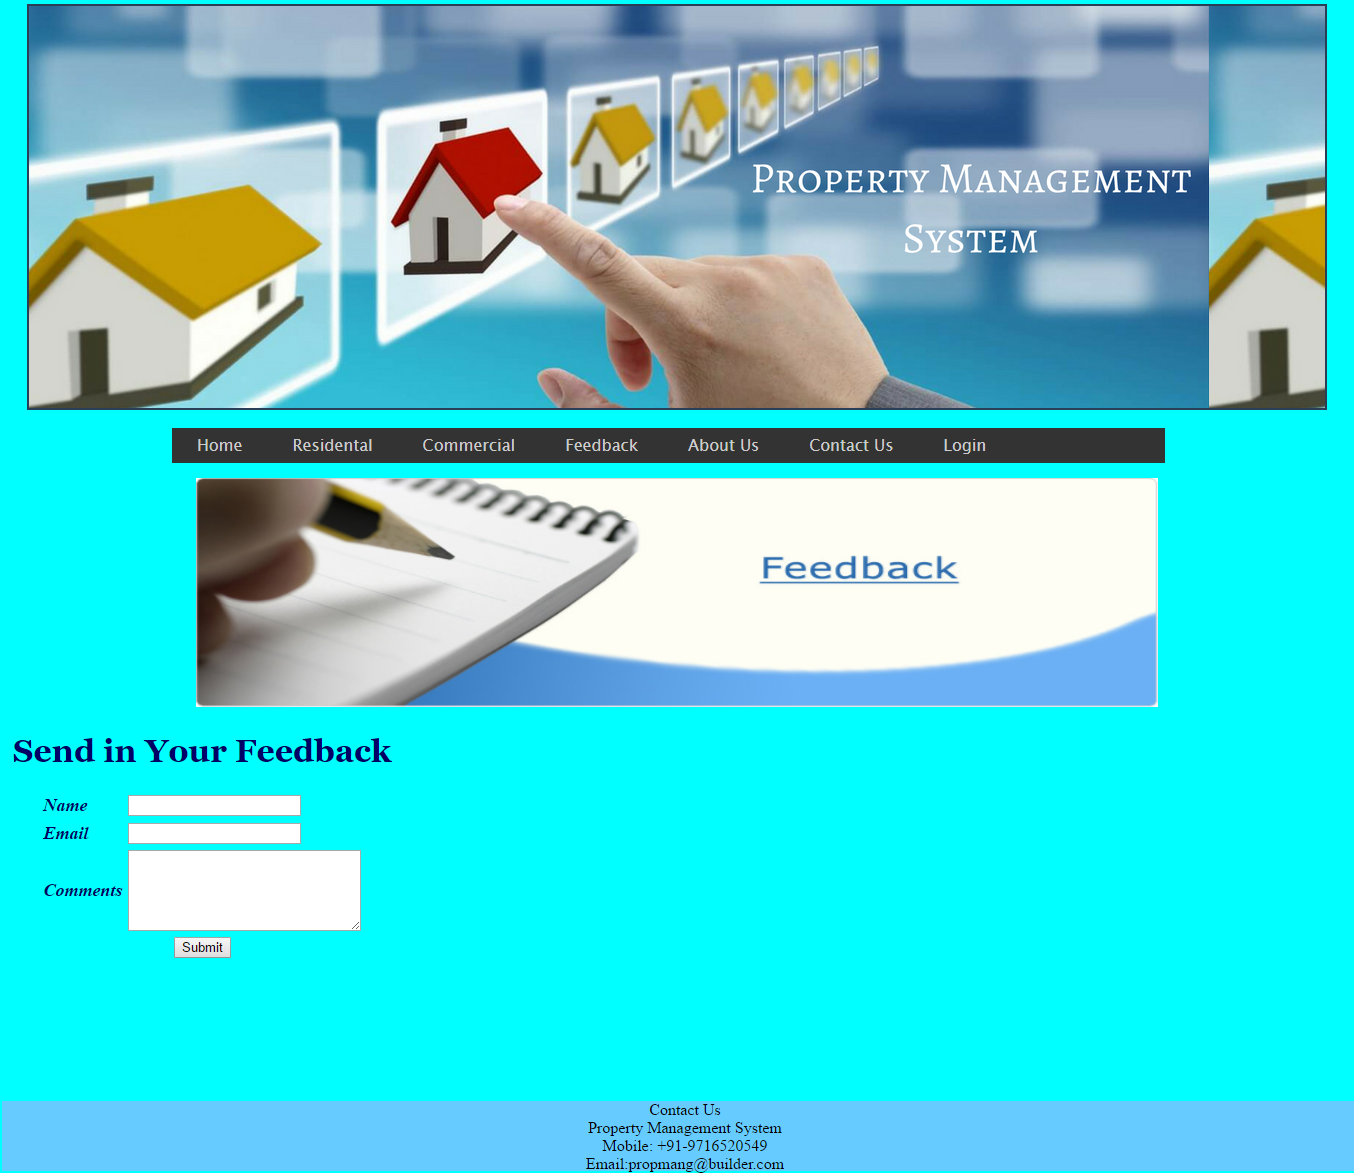 Property Management
System
Home Residental Commercial Feedback About Us Contact Us Login
Feedback
Send in Your Feedback
Name
Email
Comments
Submit
Contact Us
Property Management System
Mobile: +91-9716520549
Email:propmang@builder.com